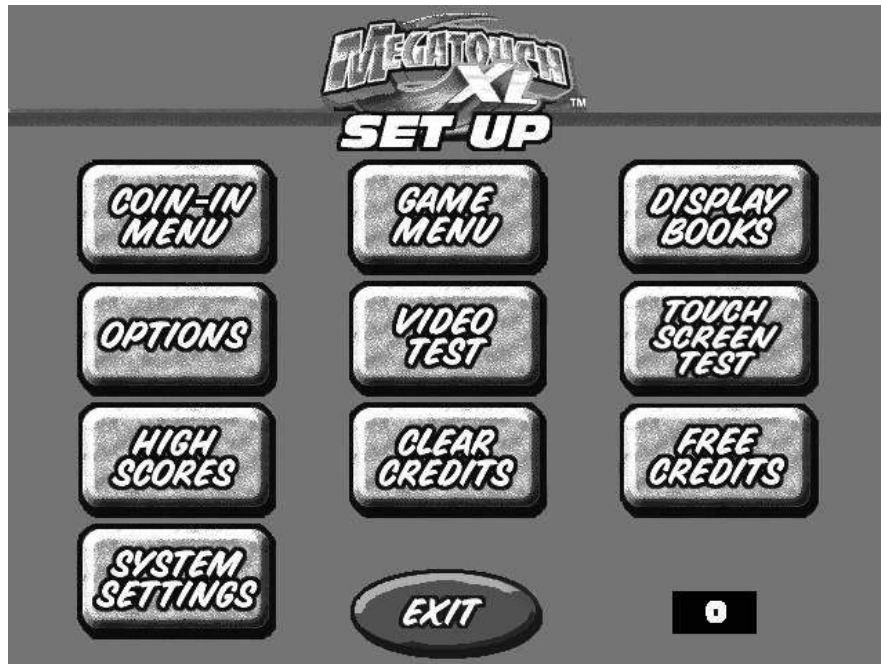 MEGATOUCH
XL ™
SET UP
COIN-IN
MENU
GAME
MENU
DISPLAY
BOOKS
OPTIONS
VIDEO
TEST
TOUCH
SCREEN
TEST
HIGH
SCORES
CLEAR
CREDITS
FREE
CREDITS
SYSTEM
SETTINGS
EXIT
0